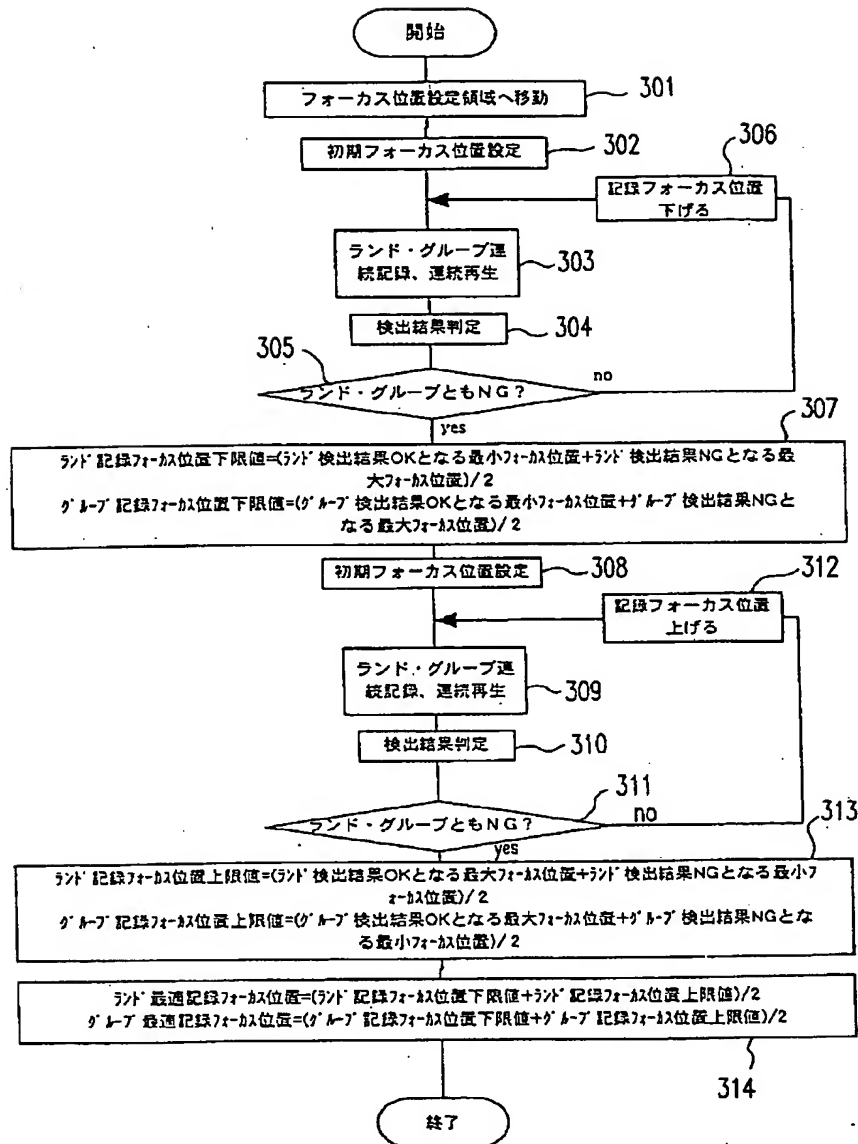 開始
フォーカス位置設定領域へ移動
301
初期フォーカス位置設定
302
306
記録フォーカス位置
下げる
ランド・グループ連
続記録、連続再生
303
検出結果判定
304
305
ランド・グループともNG?
no
yes
307
ランド記録フォーカス位置下限値=(ランド検出結果OKとなる最小フォーカス位置+ランド検出結果NGとなる最
大フォーカス位置)/2
グループ記録フォーカス位置下限値=(グループ検出結果OKとなる最小フォーカス位置+グループ検出結果NGと
なる最大フォーカス位置)/2
初期フォーカス位置設定
308
312
記録フォーカス位置
上げる
ランド・グループ連
続記録、連続再生
309
検出結果判定
310
311
ランド・グループともNG?
no
yes
313
ランド記録フォーカス位置上限値=(ランド検出結果OKとなる最大フォーカス位置+ランド検出結果NGとなる最小フ
ォーカス位置)/2
グループ記録フォーカス位置上限値=(グループ検出結果OKとなる最大フォーカス位置+グループ検出結果NGとな
る最小フォーカス位置)/2
ランド最適記録フォーカス位置=(ランド記録フォーカス位置下限値+ランド記録フォーカス位置上限値)/2
グループ最適記録フォーカス位置=(グループ記録フォーカス位置下限値+グループ記録フォーカス位置上限値)/2
314
終了